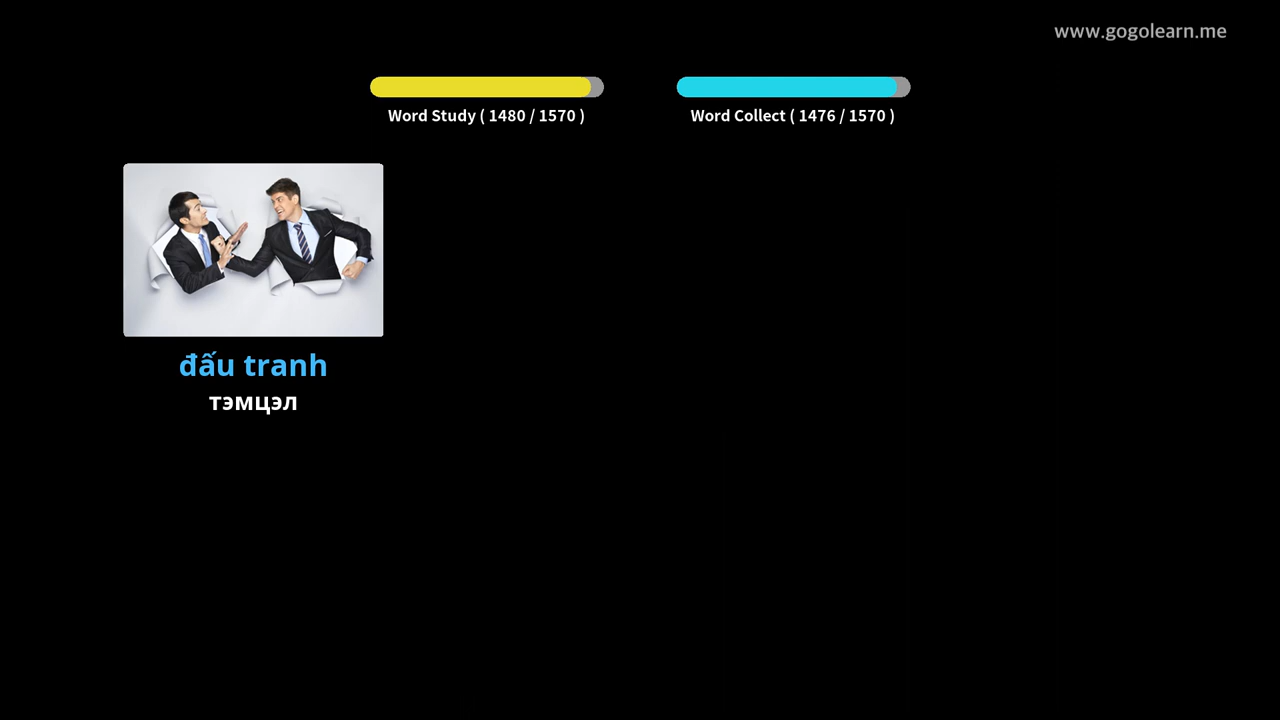 www.gogolearn.me
Word Study ( 1480 / 1570 )
Word Collect ( 1476 / 1570 )
đấu tranh
тэмцэл